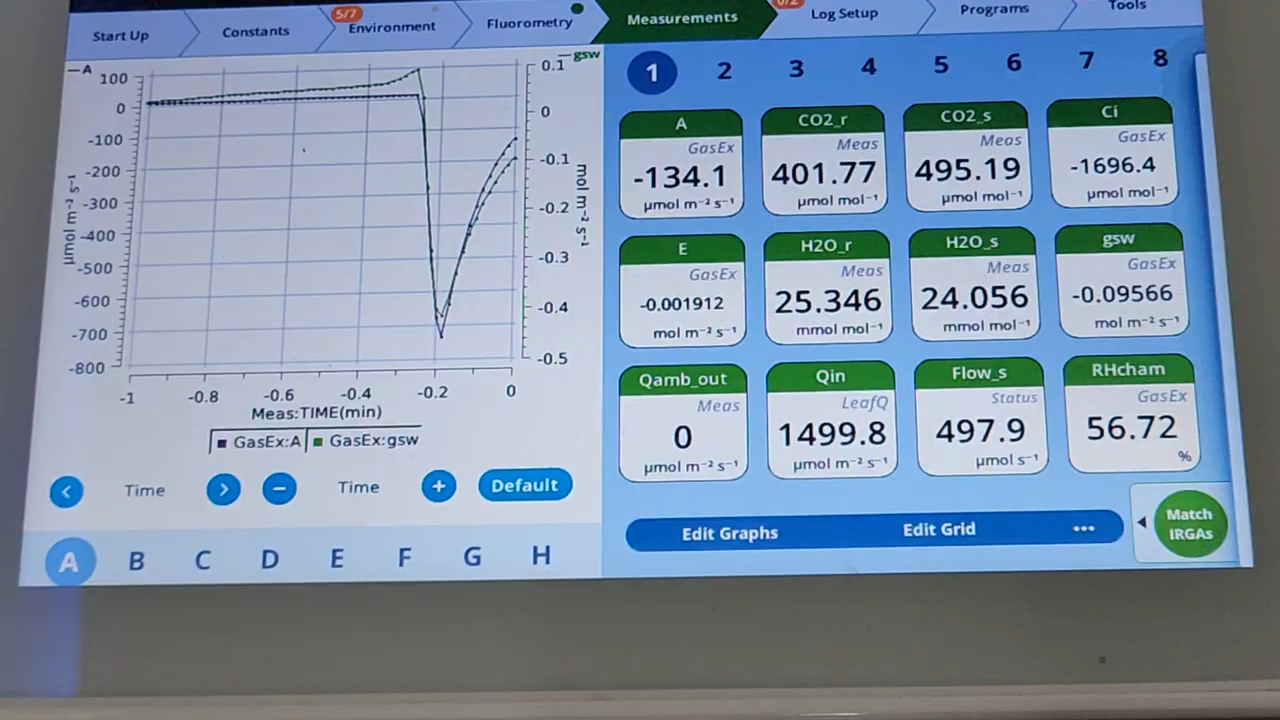 Start Up
Constants
5/7
Environment
Fluorometry
Measurements
0/2
Log Setup
Programs
Tools
A
gsw
100
0
-100
-200
-300
-400
-500
-600
-700
-800
μmol m⁻² s⁻¹
0.1
0
-0.1
-0.2
-0.3
-0.4
-0.5
mol m⁻² s⁻¹
-1 -0.8 -0.6 -0.4 -0.2 0
Meas:TIME(min)
GasEx:A GasEx:gsw
Time Time Default
A B C D E F G H
1 2 3 4 5 6 7 8
A CO2_r CO2_s Ci
GasEx Meas Meas GasEx
-134.1 401.77 495.19 -1696.4
μmol m⁻² s⁻¹ μmol mol⁻¹ μmol mol⁻¹ μmol mol⁻¹
E H2O_r H2O_s gsw
GasEx Meas Meas GasEx
-0.001912 25.346 24.056 -0.09566
mol m⁻² s⁻¹ mmol mol⁻¹ mmol mol⁻¹ mol m⁻² s⁻¹
Qamb_out Qin Flow_s RHcham
Meas LeafQ Status GasEx
0 1499.8 497.9 56.72
μmol m⁻² s⁻¹ μmol m⁻² s⁻¹ μmol s⁻¹ %
Edit Graphs Edit Grid •••
Match
IRGAs